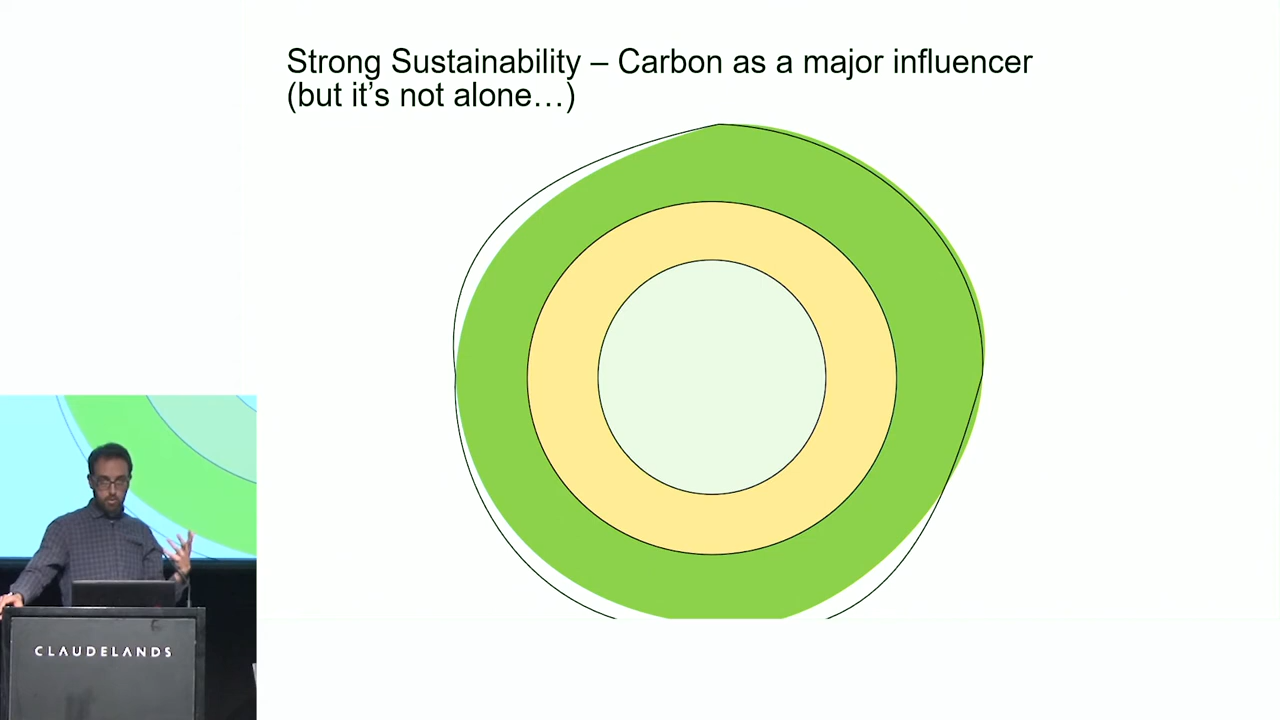 Strong Sustainability – Carbon as a major influencer
(but it's not alone…)
CLAUDELANDS